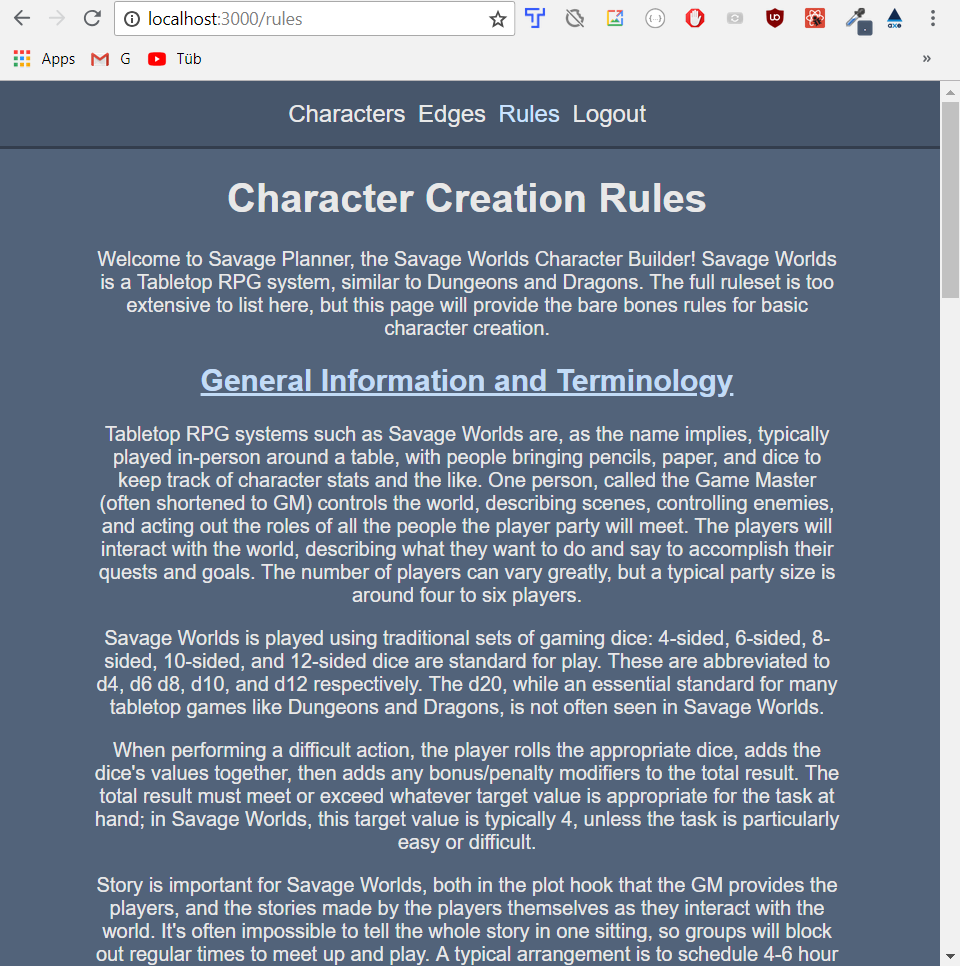 localhost:3000/rules
Apps G Tüb »
Characters Edges Rules Logout
Character Creation Rules
Welcome to Savage Planner, the Savage Worlds Character Builder! Savage Worlds
is a Tabletop RPG system, similar to Dungeons and Dragons. The full ruleset is too
extensive to list here, but this page will provide the bare bones rules for basic
character creation.
General Information and Terminology
Tabletop RPG systems such as Savage Worlds are, as the name implies, typically
played in-person around a table, with people bringing pencils, paper, and dice to
keep track of character stats and the like. One person, called the Game Master
(often shortened to GM) controls the world, describing scenes, controlling enemies,
and acting out the roles of all the people the player party will meet. The players will
interact with the world, describing what they want to do and say to accomplish their
quests and goals. The number of players can vary greatly, but a typical party size is
around four to six players.
Savage Worlds is played using traditional sets of gaming dice: 4-sided, 6-sided, 8-
sided, 10-sided, and 12-sided dice are standard for play. These are abbreviated to
d4, d6 d8, d10, and d12 respectively. The d20, while an essential standard for many
tabletop games like Dungeons and Dragons, is not often seen in Savage Worlds.
When performing a difficult action, the player rolls the appropriate dice, adds the
dice's values together, then adds any bonus/penalty modifiers to the total result. The
total result must meet or exceed whatever target value is appropriate for the task at
hand; in Savage Worlds, this target value is typically 4, unless the task is particularly
easy or difficult.
Story is important for Savage Worlds, both in the plot hook that the GM provides the
players, and the stories made by the players themselves as they interact with the
world. It's often impossible to tell the whole story in one sitting, so groups will block
out regular times to meet up and play. A typical arrangement is to schedule 4-6 hour